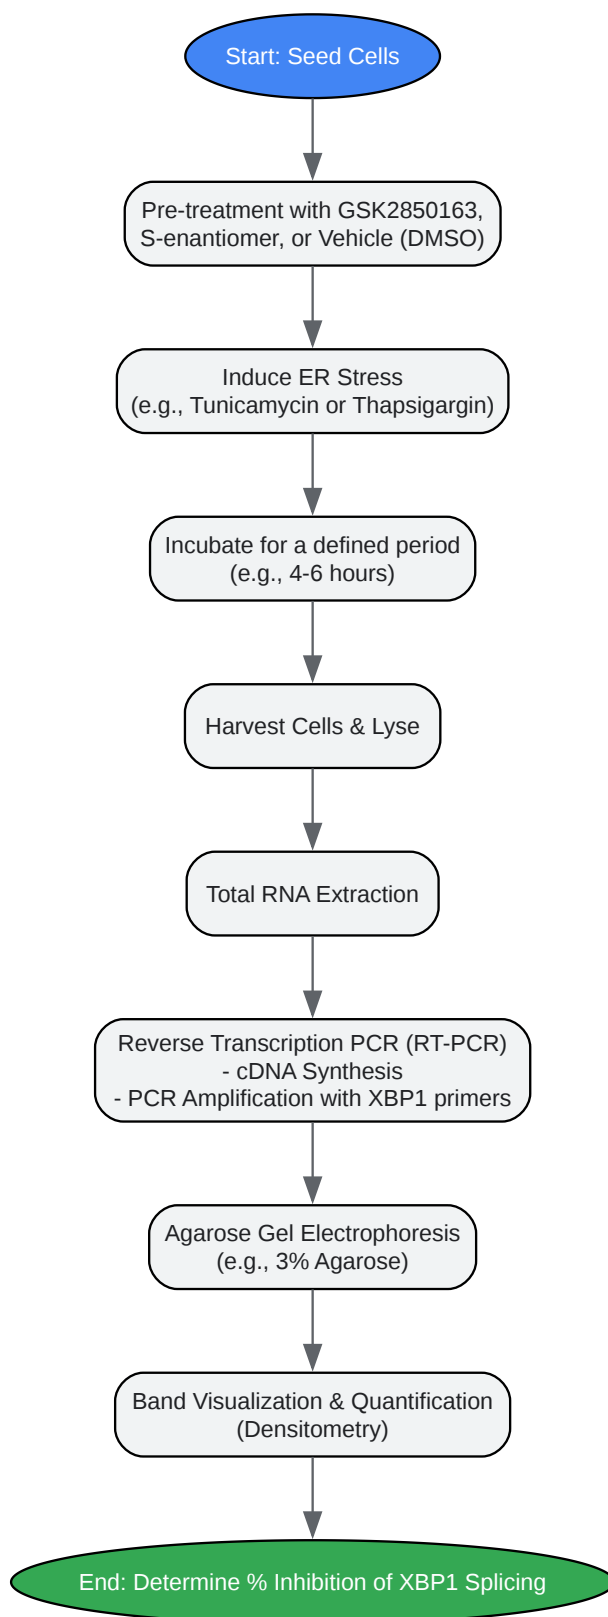 Start: Seed Cells
Pre-treatment with GSK2850163,
S-enantiomer, or Vehicle (DMSO)
Induce ER Stress
(e.g., Tunicamycin or Thapsigargin)
Incubate for a defined period
(e.g., 4-6 hours)
Harvest Cells & Lyse
Total RNA Extraction
Reverse Transcription PCR (RT-PCR)
- cDNA Synthesis
- PCR Amplification with XBP1 primers
Agarose Gel Electrophoresis
(e.g., 3% Agarose)
Band Visualization & Quantification
(Densitometry)
End: Determine % Inhibition of XBP1 Splicing